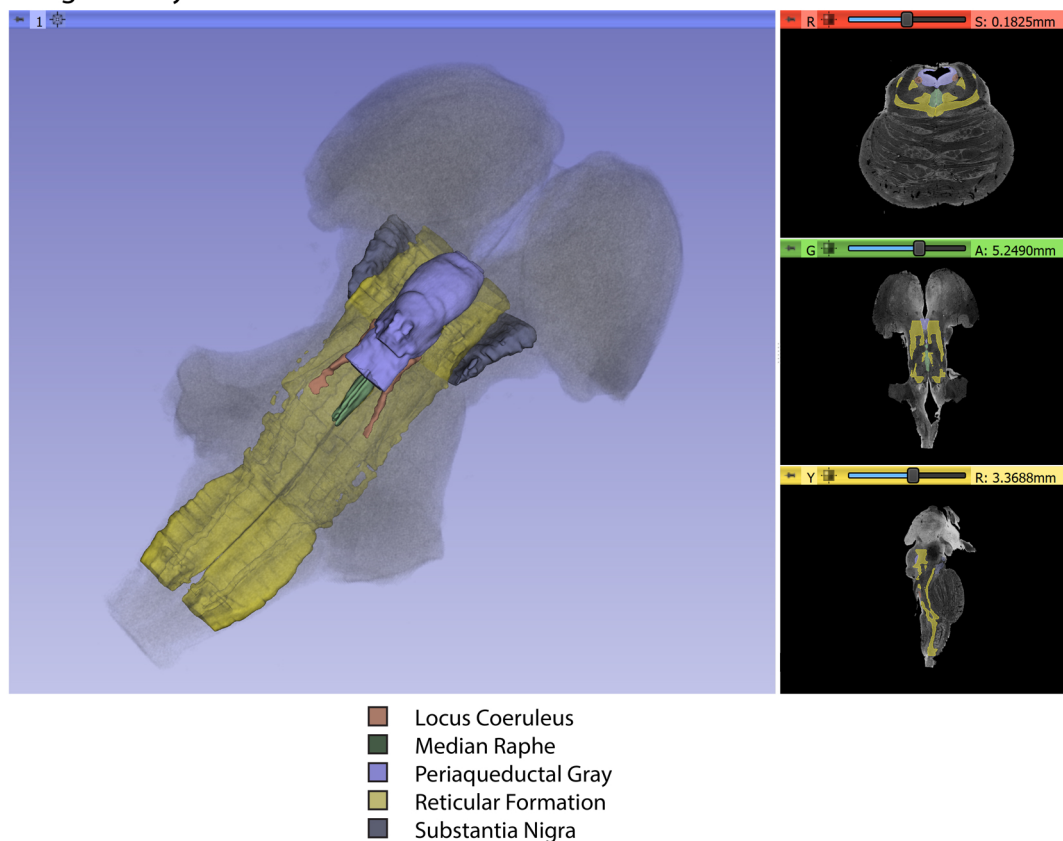 1
R S: 0.1825mm
G A: 5.2490mm
Y R: 3.3688mm
Locus Coeruleus
Median Raphe
Periaqueductal Gray
Reticular Formation
Substantia Nigra